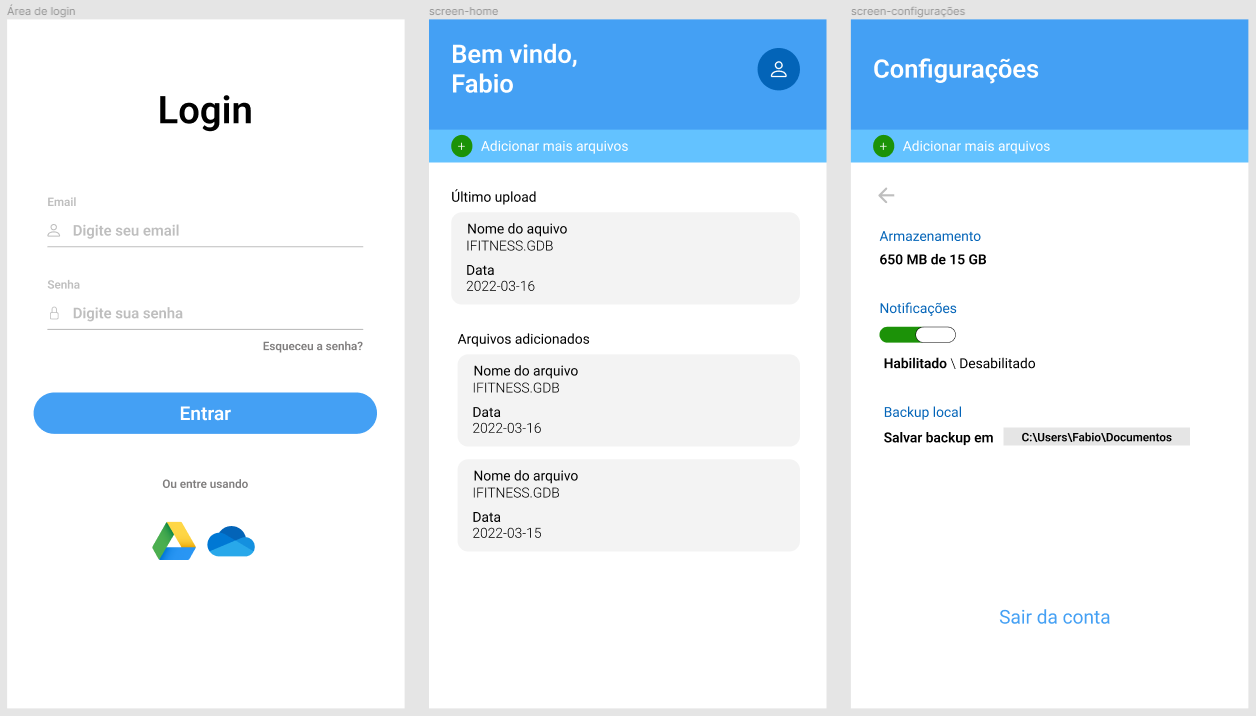 Área de login
Login
Email
Digite seu email
Senha
Digite sua senha
Esqueceu a senha?
Entrar
Ou entre usando
screen-home
Bem vindo,
Fabio
+ Adicionar mais arquivos
Último upload
Nome do aquivo
IFITNESS.GDB
Data
2022-03-16
Arquivos adicionados
Nome do arquivo
IFITNESS.GDB
Data
2022-03-16
Nome do arquivo
IFITNESS.GDB
Data
2022-03-15
screen-configurações
Configurações
+ Adicionar mais arquivos
Armazenamento
650 MB de 15 GB
Notificações
Habilitado \ Desabilitado
Backup local
Salvar backup em C:\Users\Fabio\Documentos
Sair da conta